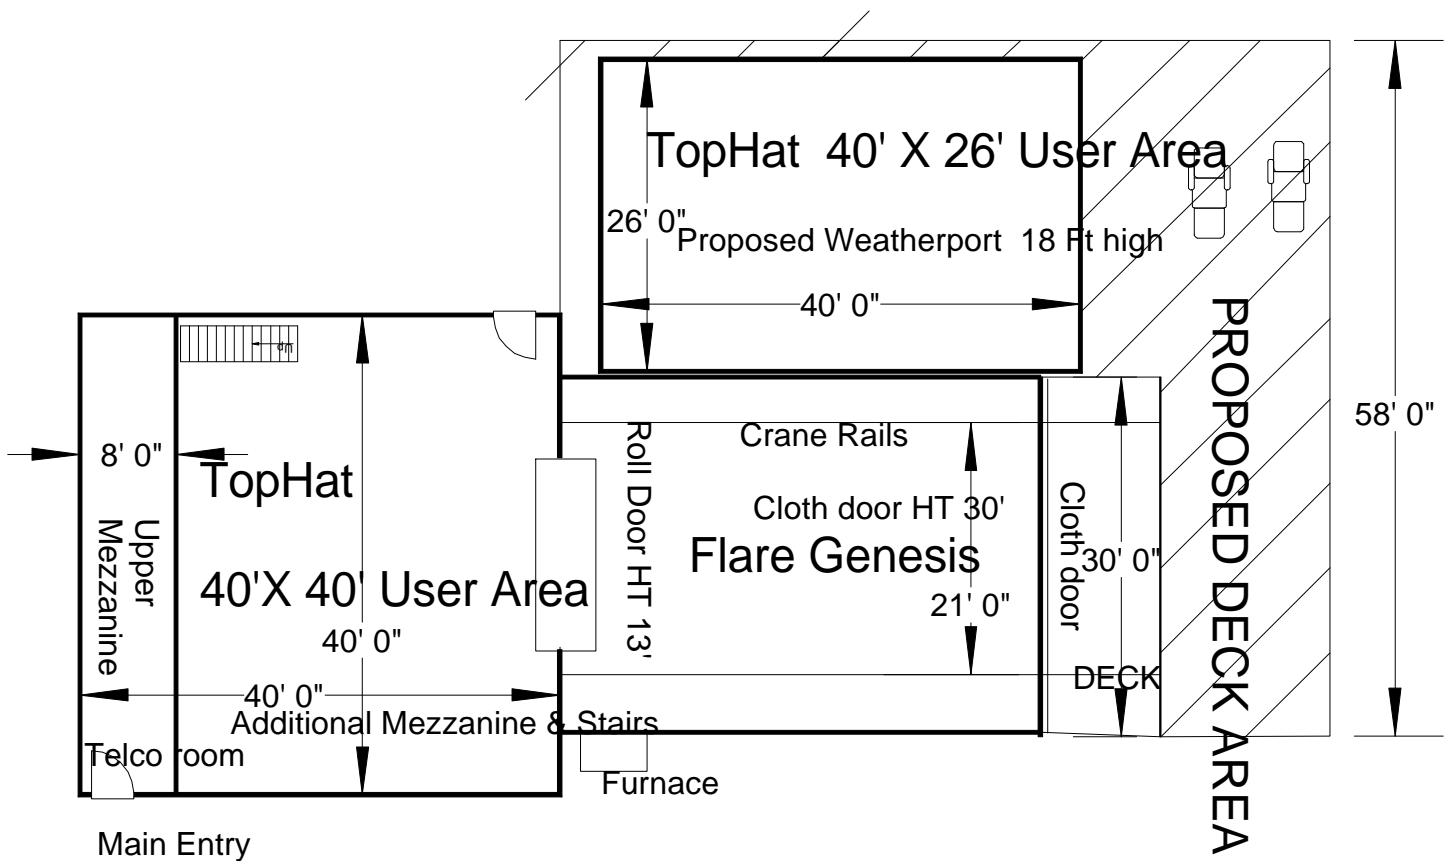 TopHat  40' X 26' User Area
26' 0"
Proposed Weatherport  18 Ft high
40' 0"
Up
PROPOSED DECK AREA
58' 0"
8' 0"
TopHat
Upper
Mezzanine
40'X 40' User Area
40' 0"
40' 0"
Additional Mezzanine & Stairs
Telco room
Main Entry
Roll Door HT 13'
Crane Rails
Cloth door HT 30'
Flare Genesis
21' 0"
Cloth door
30' 0"
DECK
Furnace